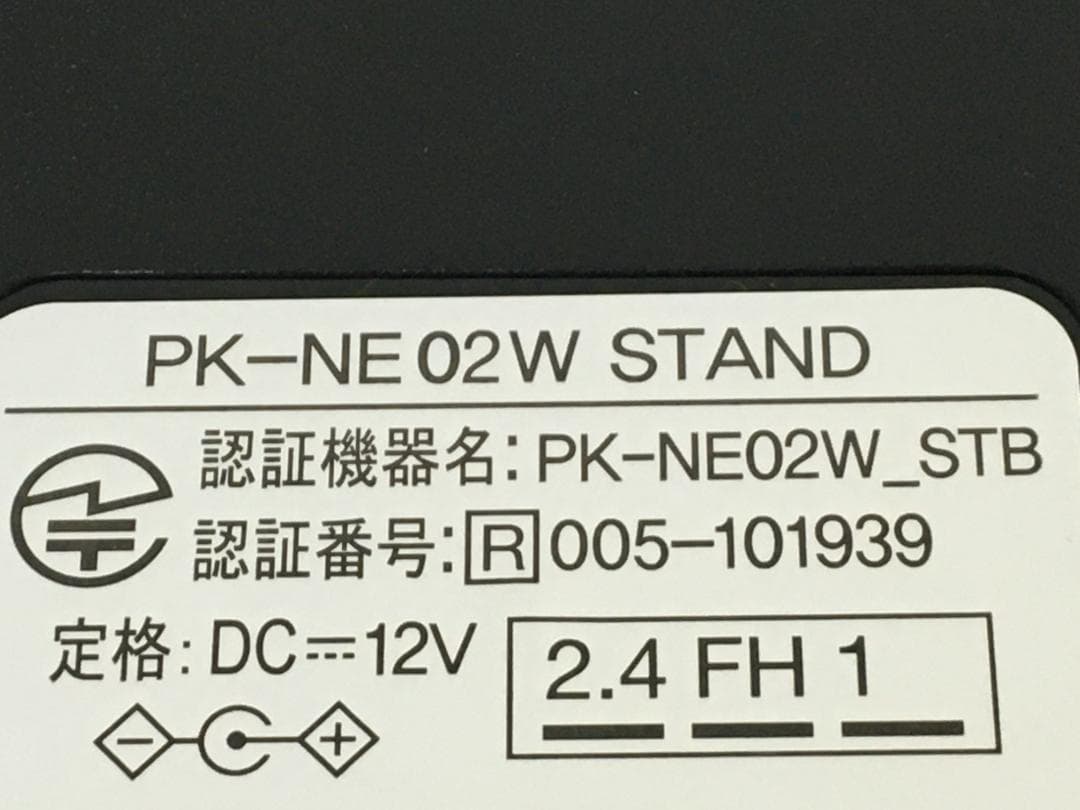 PK-NE02W STAND
認証機器名:PK-NE02W_STB
認証番号:R 005-101939
定格:DC⎓12V
2.4 FH 1